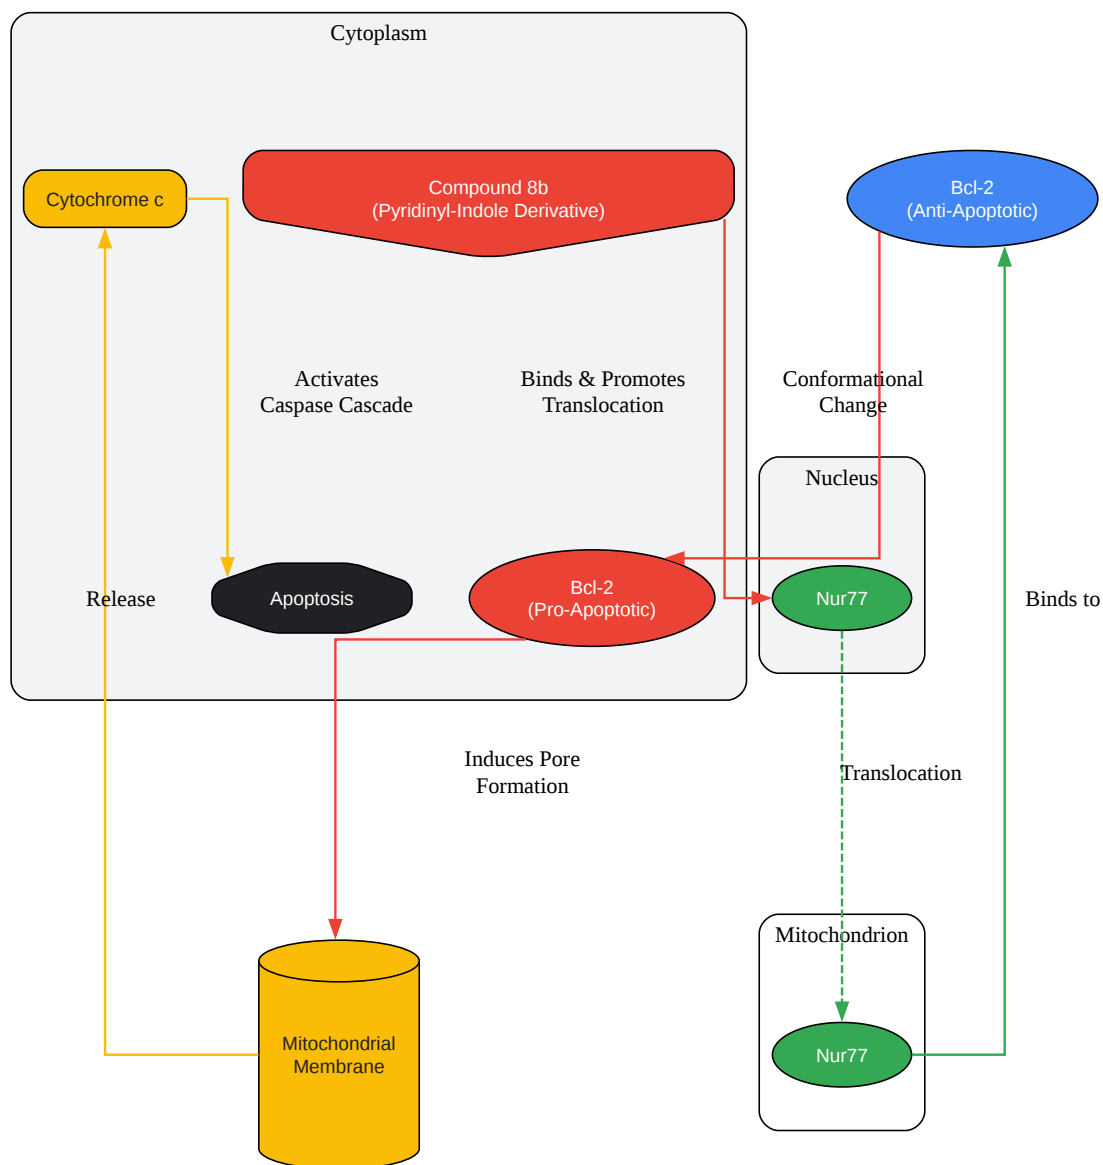 Cytoplasm
Cytochrome c
Compound 8b
(Pyridinyl-Indole Derivative)
Bcl-2
(Anti-Apoptotic)
Activates
Caspase Cascade
Binds & Promotes
Translocation
Conformational
Change
Nucleus
Release
Apoptosis
Bcl-2
(Pro-Apoptotic)
Nur77
Binds to
Induces Pore
Formation
Translocation
Mitochondrion
Mitochondrial
Membrane
Nur77